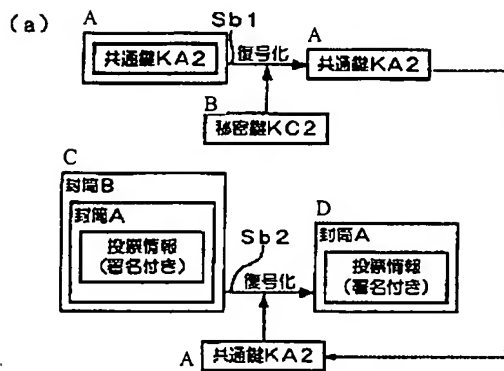 (a)
A
Sb1
共通鍵KA2
復号化
A
共通鍵KA2
B
秘密鍵KC2
C
封筒B
封筒A
投票情報
(署名付き)
Sb2
復号化
D
封筒A
投票情報
(署名付き)
A
共通鍵KA2